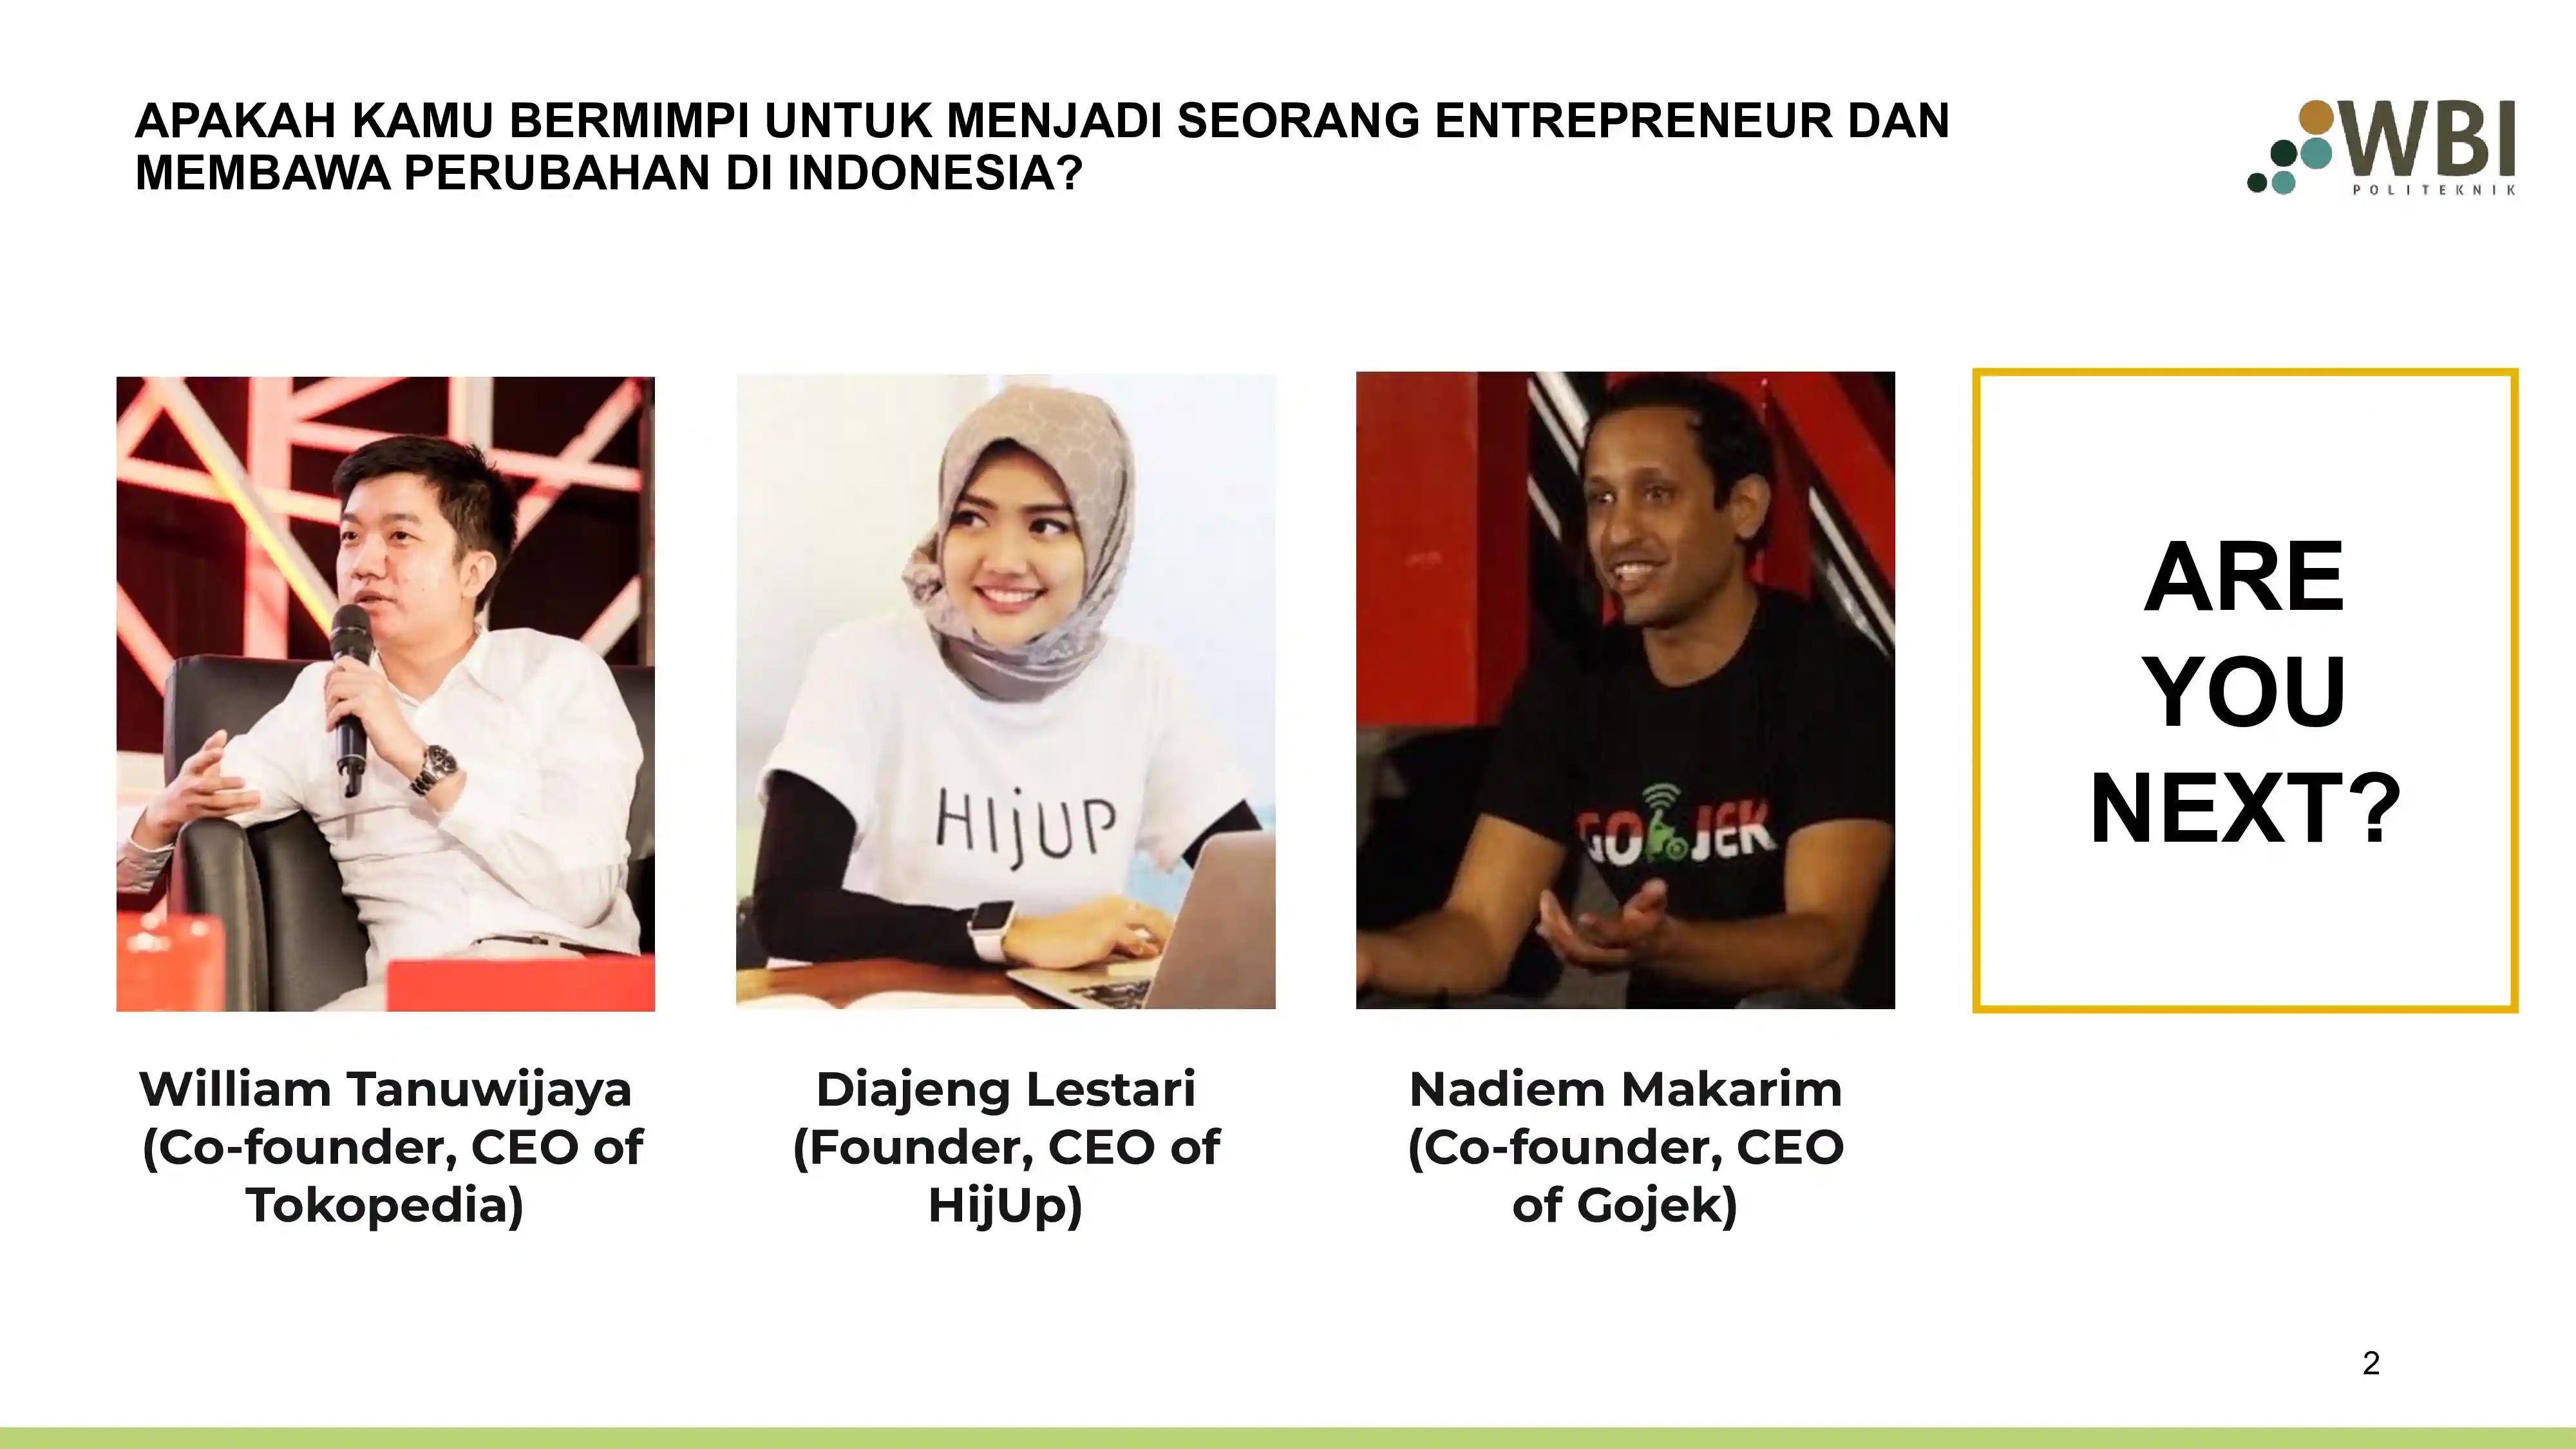 APAKAH KAMU BERMIMPI UNTUK MENJADI SEORANG ENTREPRENEUR DAN
MEMBAWA PERUBAHAN DI INDONESIA?
WBI
POLITEKNIK
HIjUP
GOJEK
ARE
YOU
NEXT?
William Tanuwijaya
(Co-founder, CEO of
Tokopedia)
Diajeng Lestari
(Founder, CEO of
HijUp)
Nadiem Makarim
(Co-founder, CEO
of Gojek)
2